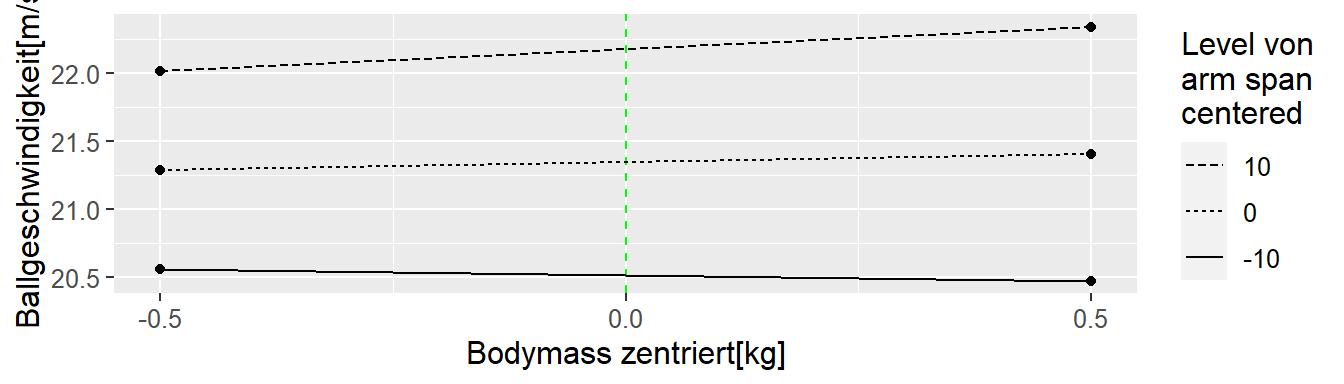 Ballgeschwindigkeit[m/s
22.0
21.5
21.0
20.5
-0.5
0.0
0.5
Bodymass zentriert[kg]
Level von
arm span
centered
10
0
-10